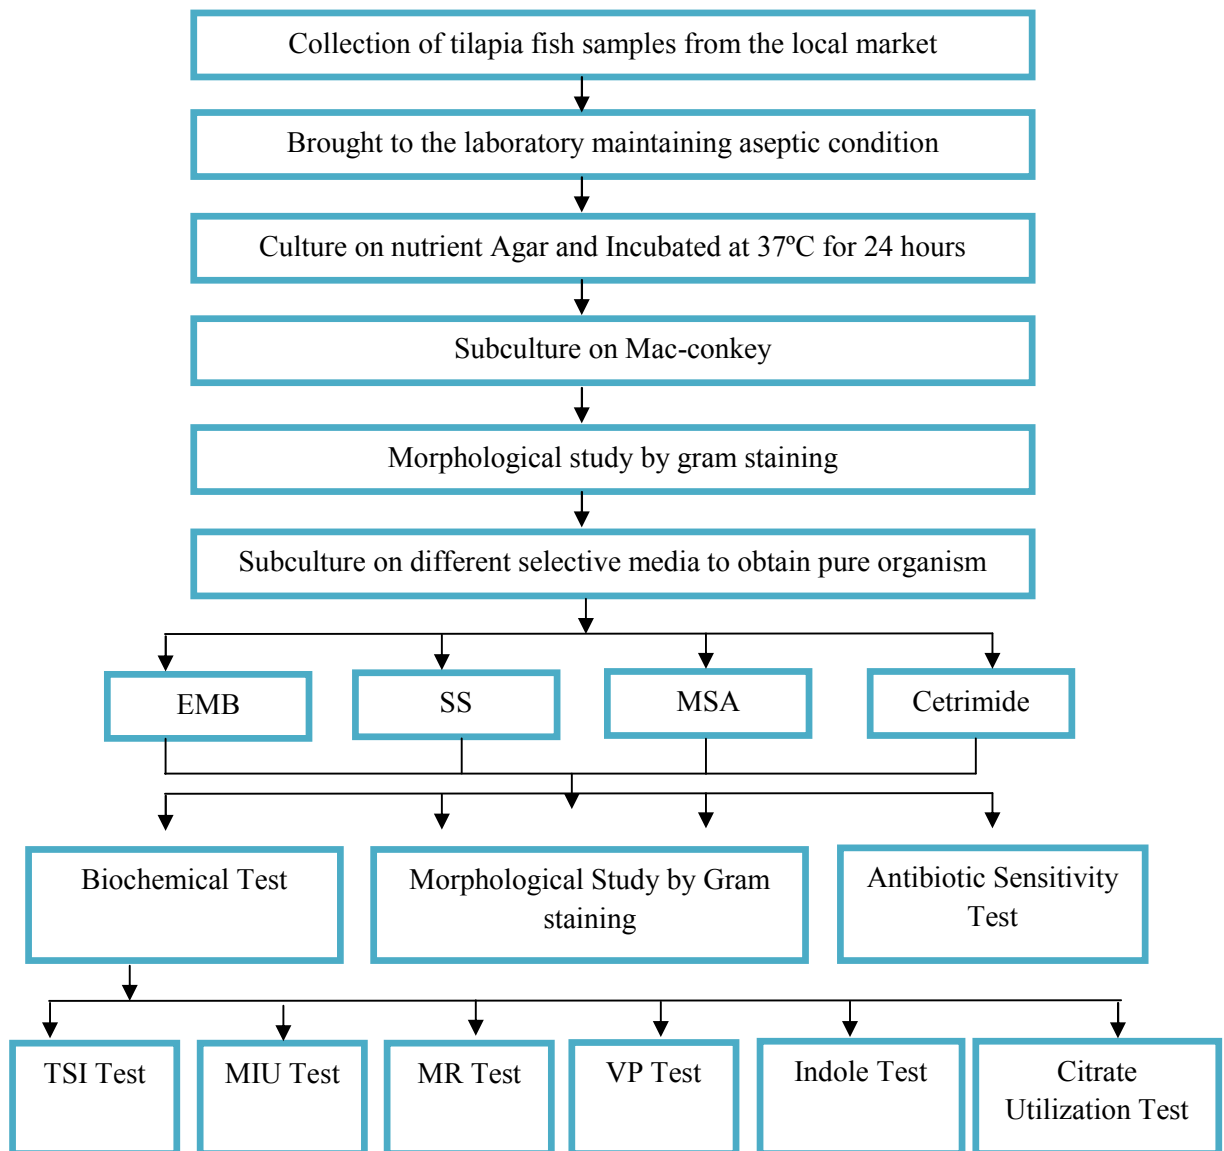 Collection of tilapia fish samples from the local market
Brought to the laboratory maintaining aseptic condition
Culture on nutrient Agar and Incubated at 37ºC for 24 hours
Subculture on Mac-conkey
Morphological study by gram staining
Subculture on different selective media to obtain pure organism
EMB
SS
MSA
Cetrimide
Biochemical Test
Morphological Study by Gram
staining
Antibiotic Sensitivity
Test
TSI Test
MIU Test
MR Test
VP Test
Indole Test
Citrate
Utilization Test